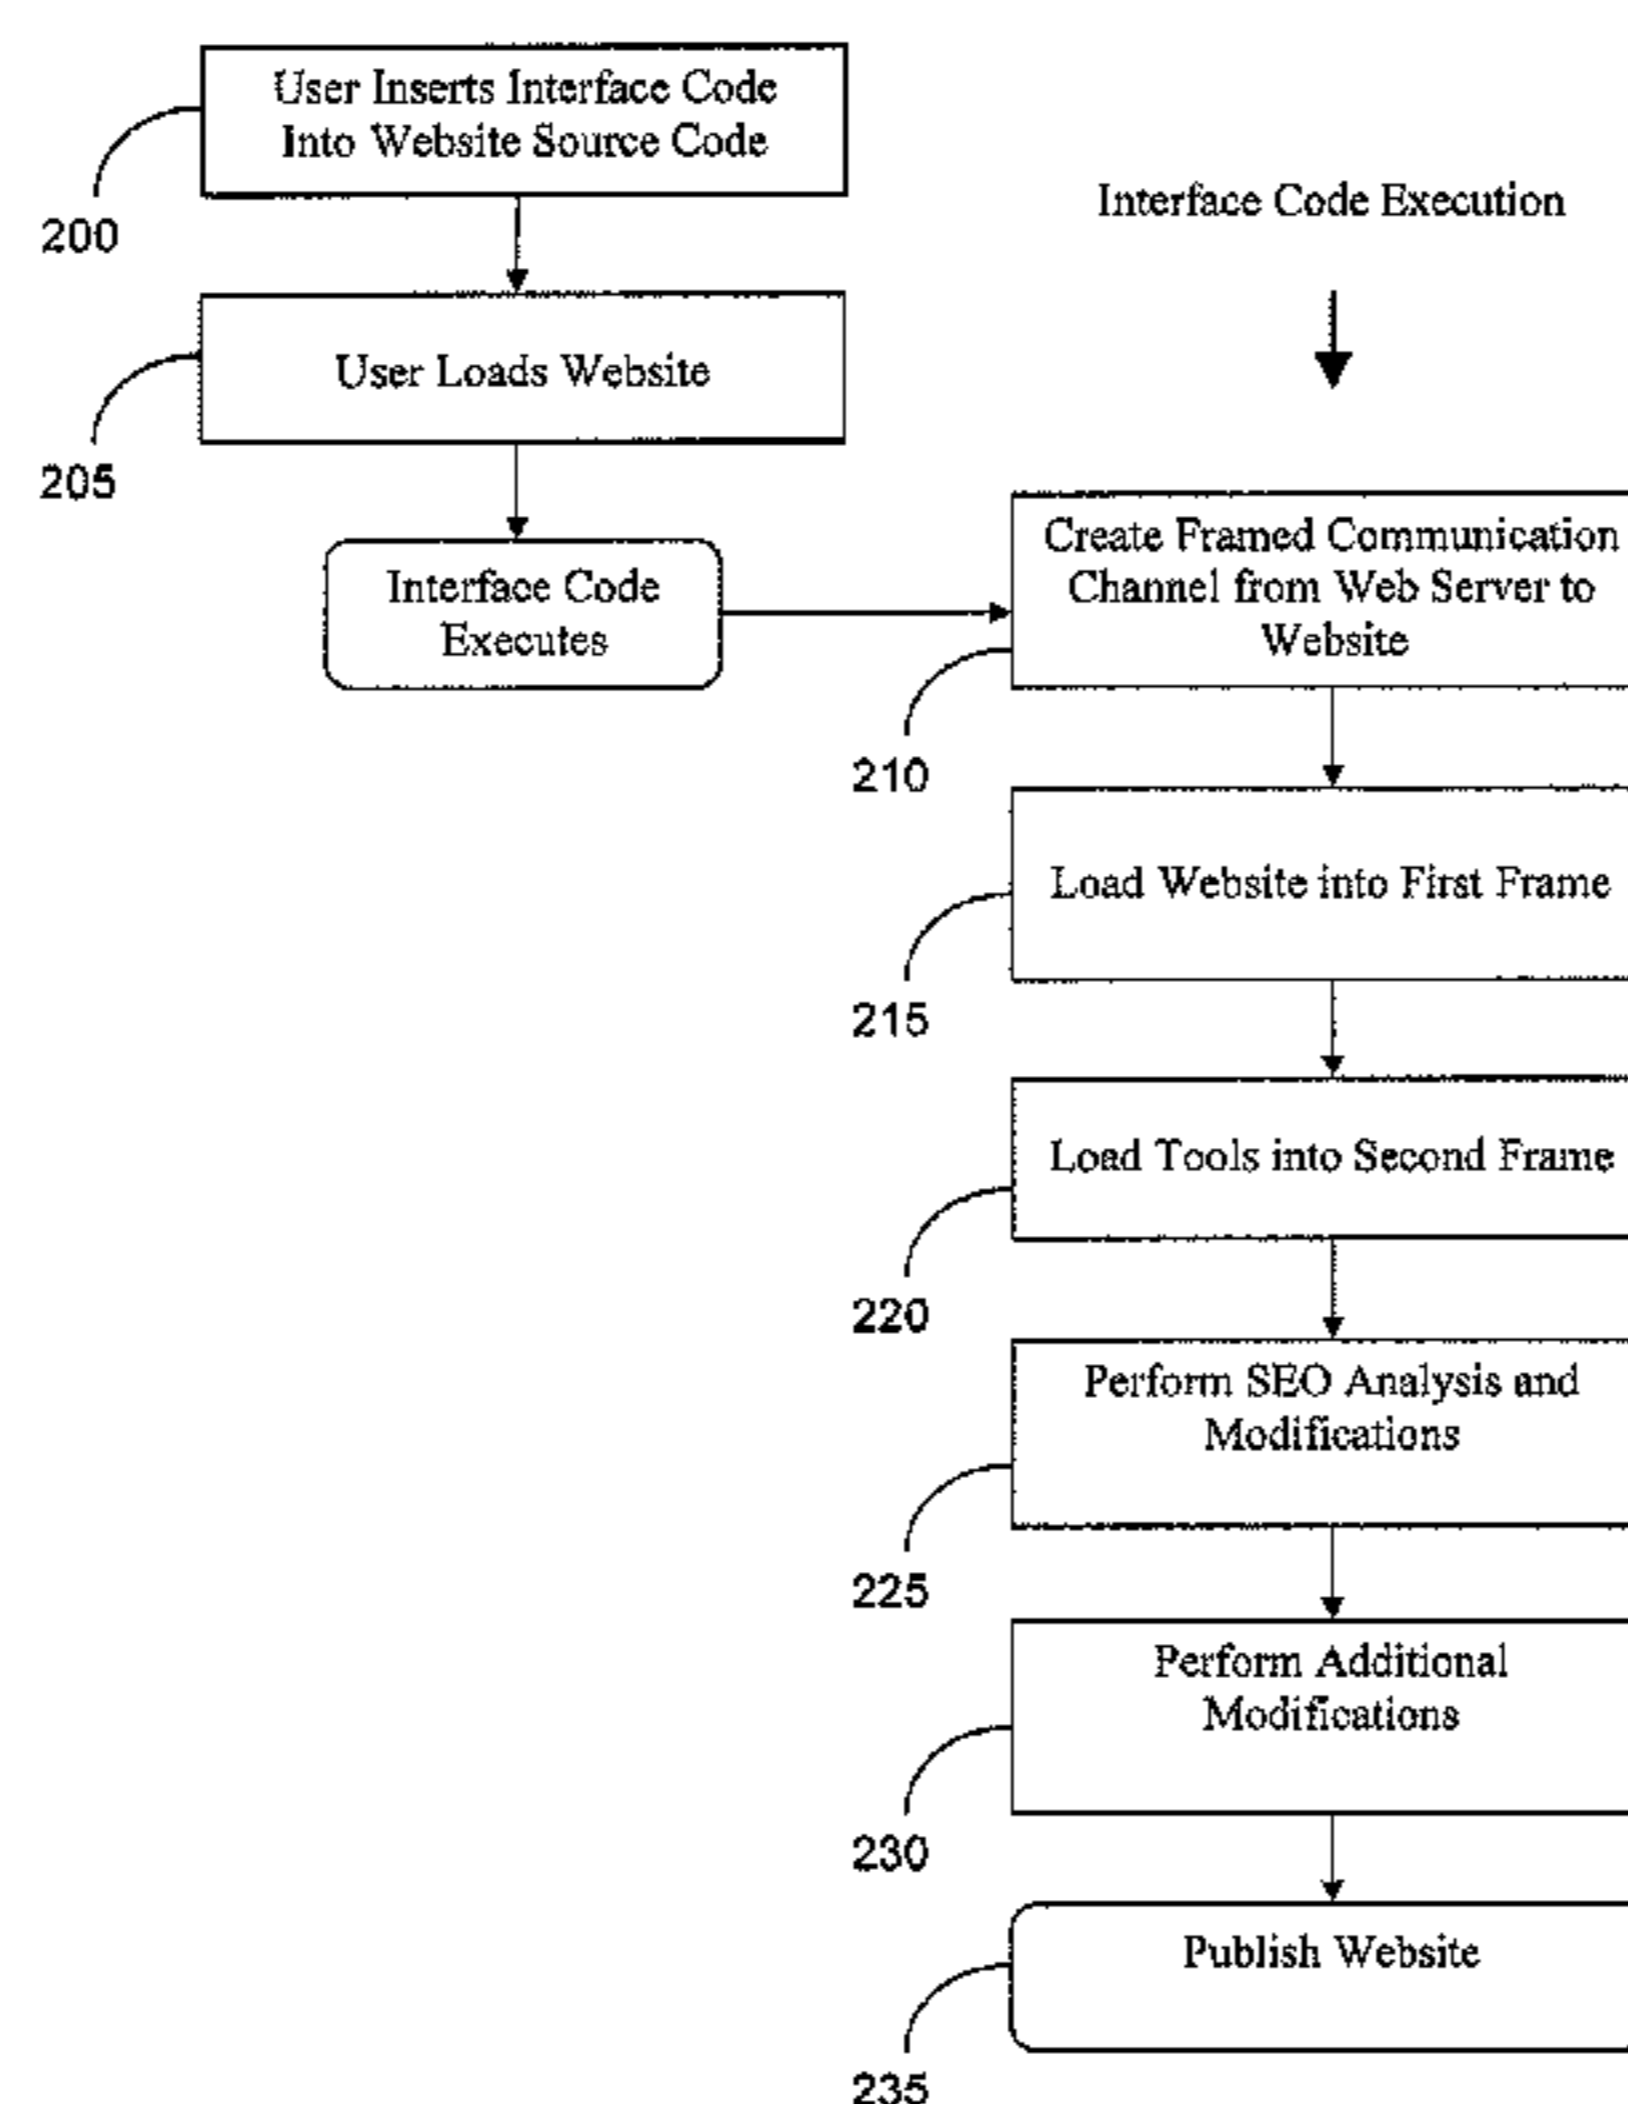 User Inserts Interface Code
Into Website Source Code
200
User Loads Website
205
Interface Code
Executes
Interface Code Execution
Create Framed Communication
Channel from Web Server to
Website
210
Load Website into First Frame
215
Load Tools into Second Frame
220
Perform SEO Analysis and
Modifications
225
Perform Additional
Modifications
230
Publish Website
235